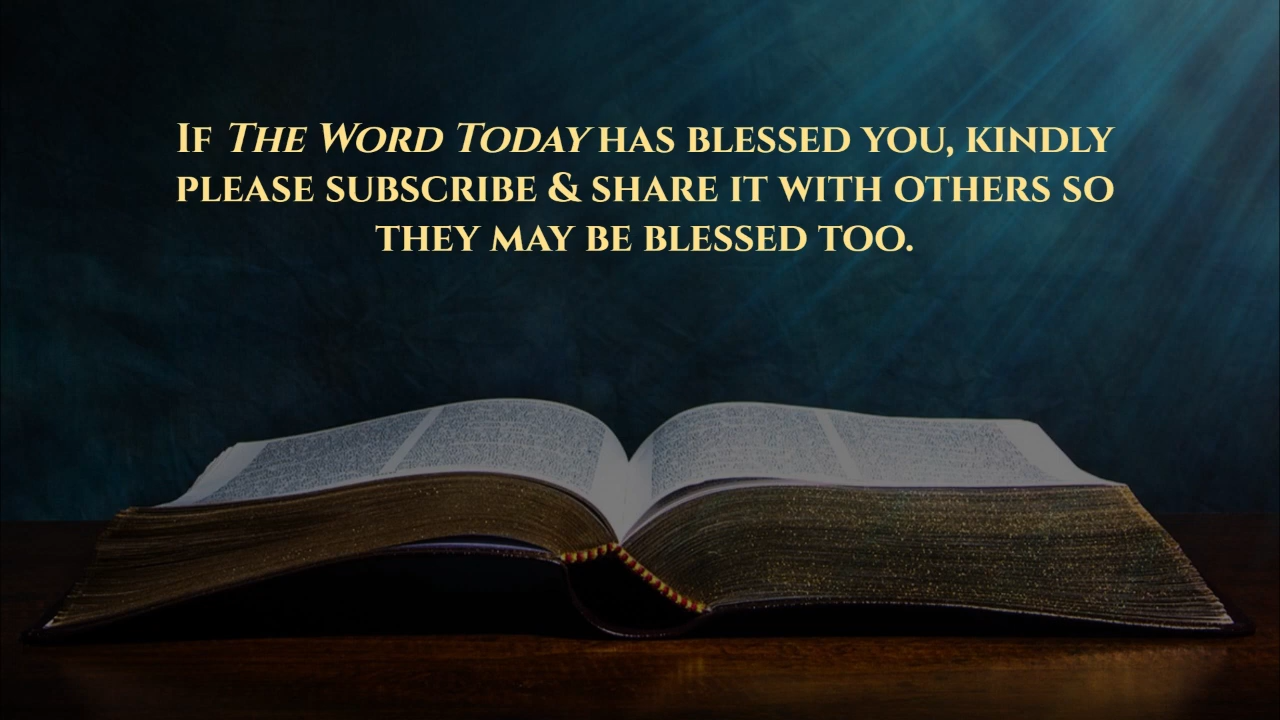 If The Word Today has blessed you, kindly
please subscribe & share it with others so
they may be blessed too.